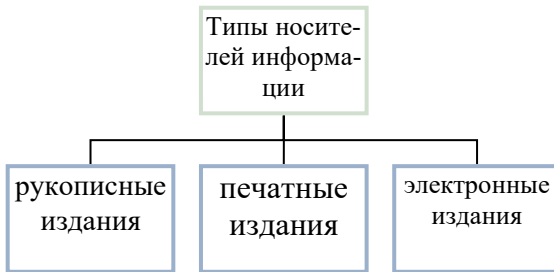 Типы носите-
лей информа-
ции
рукописные
издания
печатные
издания
электронные
издания